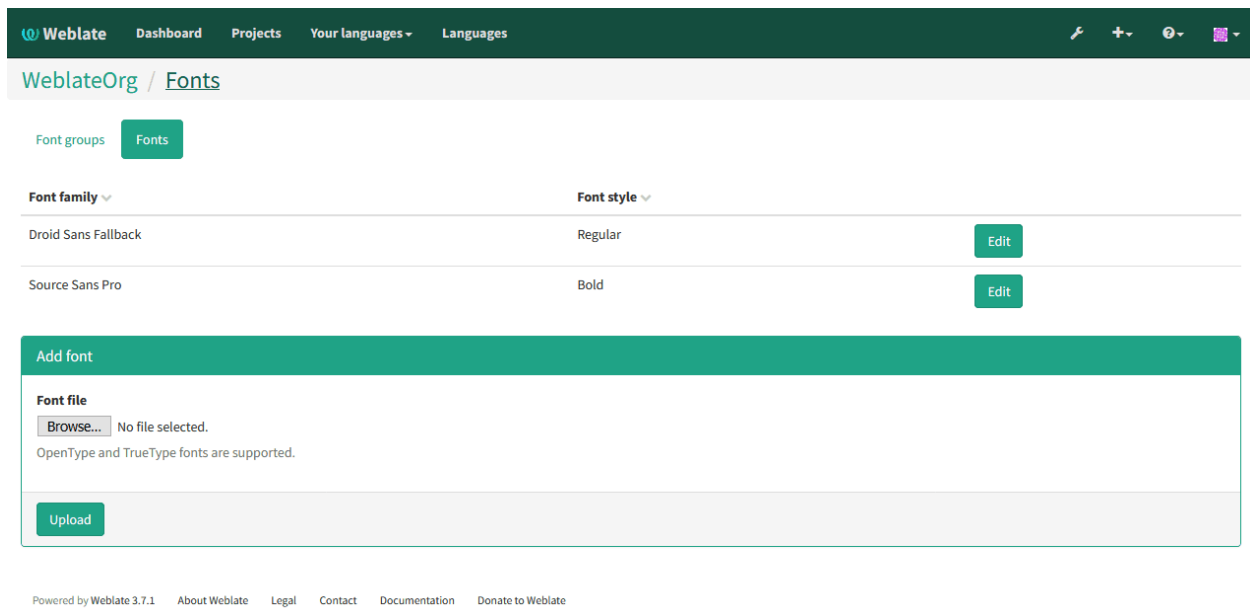 Weblate Dashboard Projects Your languages Languages
WeblateOrg / Fonts
Font groups Fonts
Font family Font style
Droid Sans Fallback Regular Edit
Source Sans Pro Bold Edit
Add font
Font file
Browse... No file selected.
OpenType and TrueType fonts are supported.
Upload
Powered by Weblate 3.7.1 About Weblate Legal Contact Documentation Donate to Weblate